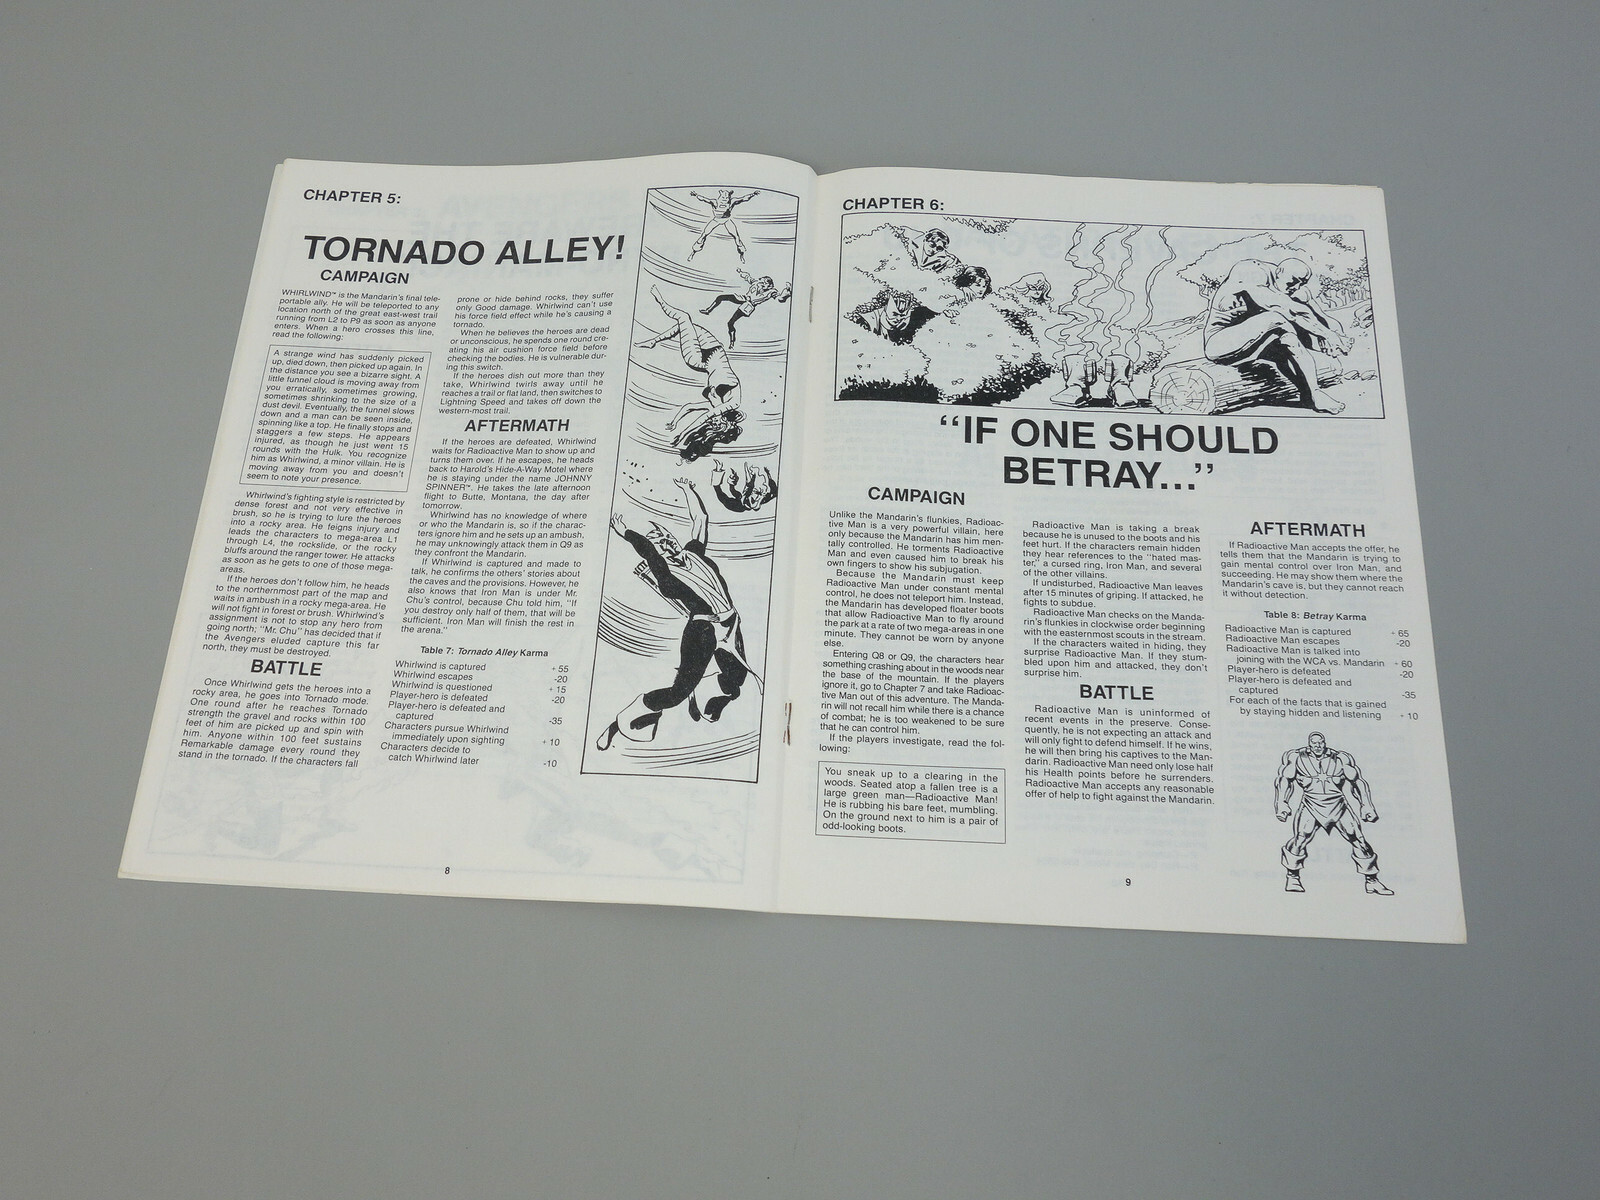 CHAPTER 5:
TORNADO ALLEY!
CAMPAIGN
WHIRLWIND™ is the Mandarin's final tele-
portable ally. He will be teleported to any
location north of the great east-west trail
running from L2 to P9 as soon as anyone
enters. When a hero crosses this line,
read the following:
A strange wind has suddenly picked
up, died down, then picked up again. In
the distance you see a bizarre sight. A
little funnel cloud is moving away from
you erratically, sometimes growing,
sometimes shrinking to the size of a
dust devil. Eventually, the funnel slows
down and a man can be seen inside,
spinning like a top. He finally stops and
staggers a few steps. He appears
injured, as though he just went 15
rounds with the Hulk. You recognize
him as Whirlwind, a minor villain. He is
moving away from you and doesn't
seem to note your presence.
Whirlwind's fighting style is restricted by
dense forest and not very effective in
brush, so he is trying to lure the heroes
into a rocky area. He feigns injury and
leads the characters to mega-area L1
through L4, the rockslide, or the rocky
bluffs around the ranger tower. He attacks
as soon as he gets to one of those mega-
areas.
If the heroes don't follow him, he heads
to the northernmost part of the map and
waits in ambush in a rocky mega-area. He
will not fight in forest or brush. Whirlwind's
assignment is not to stop any hero from
going north; "Mr. Chu" has decided that if
the Avengers eluded capture this far
north, they must be destroyed.
BATTLE
Once Whirlwind gets the heroes into a
rocky area, he goes into Tornado mode.
One round after he reaches Tornado
strength the gravel and rocks within 100
feet of him are picked up and spin with
him. Anyone within 100 feet sustains
Remarkable damage every round they
stand in the tornado. If the characters fall
prone or hide behind rocks, they suffer
only Good damage. Whirlwind can't use
his force field effect while he's causing a
tornado.
When he believes the heroes are dead
or unconscious, he spends one round cre-
ating his air cushion force field before
checking the bodies. He is vulnerable dur-
ing this switch.
If the heroes dish out more than they
take, Whirlwind twirls away until he
reaches a trail or flat land, then switches to
Lightning Speed and takes off down the
western-most trail.
AFTERMATH
If the heroes are defeated, Whirlwind
waits for Radioactive Man to show up and
turns them over. If he escapes, he heads
back to Harold's Hide-A-Way Motel where
he is staying under the name JOHNNY
SPINNER™. He takes the late afternoon
flight to Butte, Montana, the day after
tomorrow.
Whirlwind has no knowledge of where
or who the Mandarin is, so if the charac-
ters ignore him and he sets up an ambush,
he may unknowingly attack them in Q9 as
they confront the Mandarin.
If Whirlwind is captured and made to
talk, he confirms the others' stories about
the caves and the provisions. However, he
also knows that Iron Man is under Mr.
Chu's control, because Chu told him, "If
you destroy only half of them, that will be
sufficient. Iron Man will finish the rest in
the arena."
Table 7: Tornado Alley Karma
Whirlwind is captured + 55
Whirlwind escapes -20
Whirlwind is questioned + 15
Player-hero is defeated -20
Player-hero is defeated and
captured -35
Characters pursue Whirlwind
immediately upon sighting + 10
Characters decide to
catch Whirlwind later -10
8
CHAPTER 6:
"IF ONE SHOULD
BETRAY..."
CAMPAIGN
Unlike the Mandarin's flunkies, Radioac-
tive Man is a very powerful villain, here
only because the Mandarin has him men-
tally controlled. He torments Radioactive
Man and even caused him to break his
own fingers to show his subjugation.
Because the Mandarin must keep
Radioactive Man under constant mental
control, he does not teleport him. Instead,
the Mandarin has developed floater boots
that allow Radioactive Man to fly around
the park at a rate of two mega-areas in one
minute. They cannot be worn by anyone
else.
Entering Q8 or Q9, the characters hear
something crashing about in the woods near
the base of the mountain. If the players
ignore it, go to Chapter 7 and take Radioac-
tive Man out of this adventure. The Manda-
rin will not recall him while there is a chance
of combat; he is too weakened to be sure
that he can control him.
If the players investigate, read the fol-
lowing:
You sneak up to a clearing in the
woods. Seated atop a fallen tree is a
large green man—Radioactive Man!
He is rubbing his bare feet, mumbling.
On the ground next to him is a pair of
odd-looking boots.
Radioactive Man is taking a break
because he is unused to the boots and his
feet hurt. If the characters remain hidden
they hear references to the "hated mas-
ter," a cursed ring, Iron Man, and several
of the other villains.
If undisturbed, Radioactive Man leaves
after 15 minutes of griping. If attacked, he
fights to subdue.
Radioactive Man checks on the Manda-
rin's flunkies in clockwise order beginning
with the easternmost scouts in the stream.
If the characters waited in hiding, they
surprise Radioactive Man. If they stum-
bled upon him and attacked, they don't
surprise him.
BATTLE
Radioactive Man is uninformed of
recent events in the preserve. Conse-
quently, he is not expecting an attack and
will only fight to defend himself. If he wins,
he will then bring his captives to the Man-
darin. Radioactive Man need only lose half
his Health points before he surrenders.
Radioactive Man accepts any reasonable
offer of help to fight against the Mandarin.
AFTERMATH
If Radioactive Man accepts the offer, he
tells them that the Mandarin is trying to
gain mental control over Iron Man, and
succeeding. He may show them where the
Mandarin's cave is, but they cannot reach
it without detection.
Table 8: Betray Karma
Radioactive Man is captured + 65
Radioactive Man escapes -20
Radioactive Man is talked into
joining with the WCA vs. Mandarin + 60
Player-hero is defeated -20
Player-hero is defeated and
captured -35
For each of the facts that is gained
by staying hidden and listening + 10
9